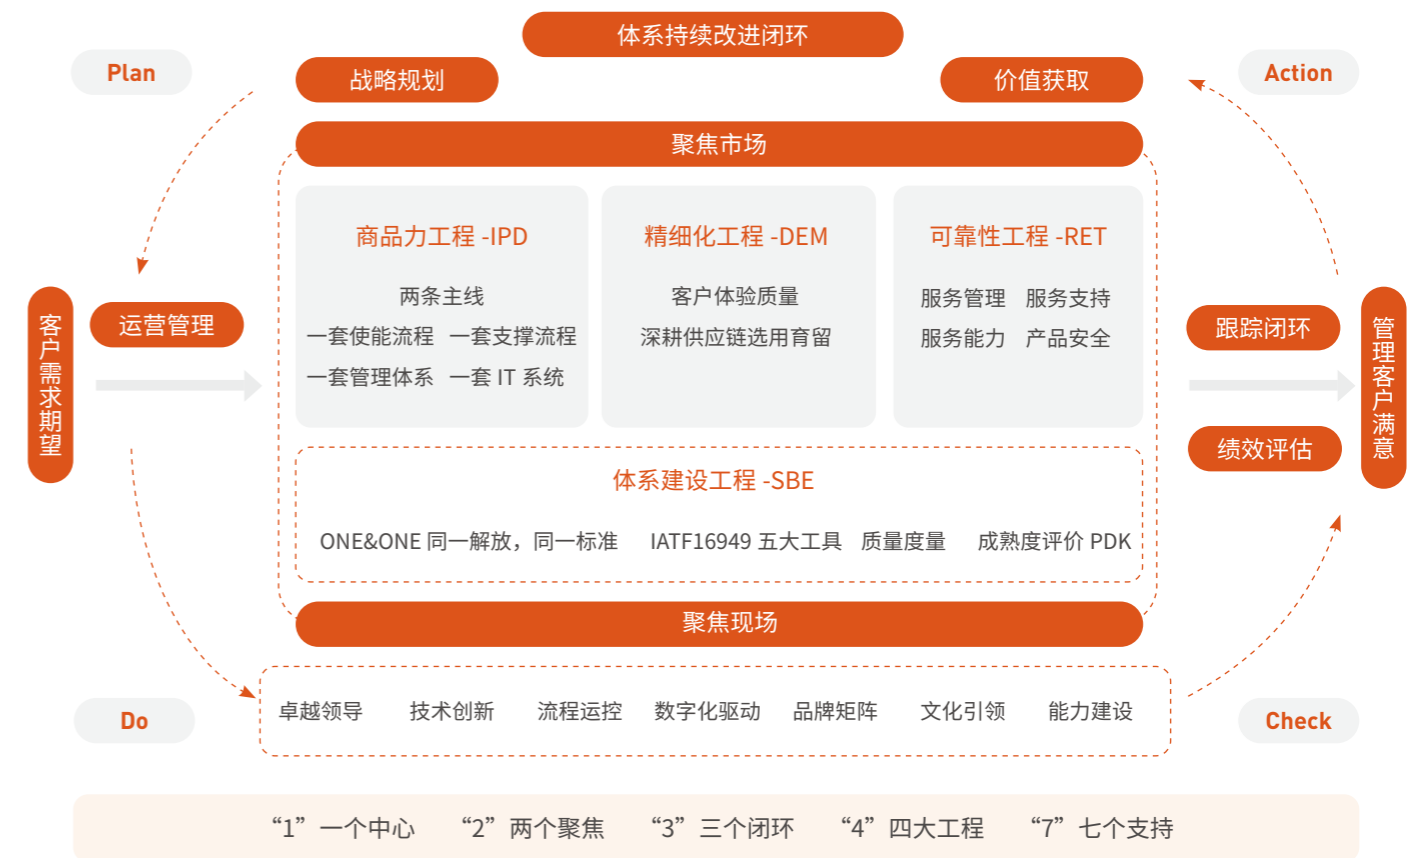 体系持续改进闭环
Plan
战略规划
价值获取
Action
聚焦市场
商品力工程 -IPD
两条主线
一套使能流程 一套支撑流程
一套管理体系 一套 IT 系统
精细化工程 -DEM
客户体验质量
深耕供应链选用育留
可靠性工程 -RET
服务管理 服务支持
服务能力 产品安全
客户需求期望
运营管理
跟踪闭环
绩效评估
管理客户满意
体系建设工程 -SBE
ONE&ONE 同一解放，同一标准 IATF16949 五大工具 质量度量 成熟度评价 PDK
聚焦现场
Do
卓越领导 技术创新 流程运控 数字化驱动 品牌矩阵 文化引领 能力建设
Check
“1”一个中心 “2”两个聚焦 “3”三个闭环 “4”四大工程 “7”七个支持